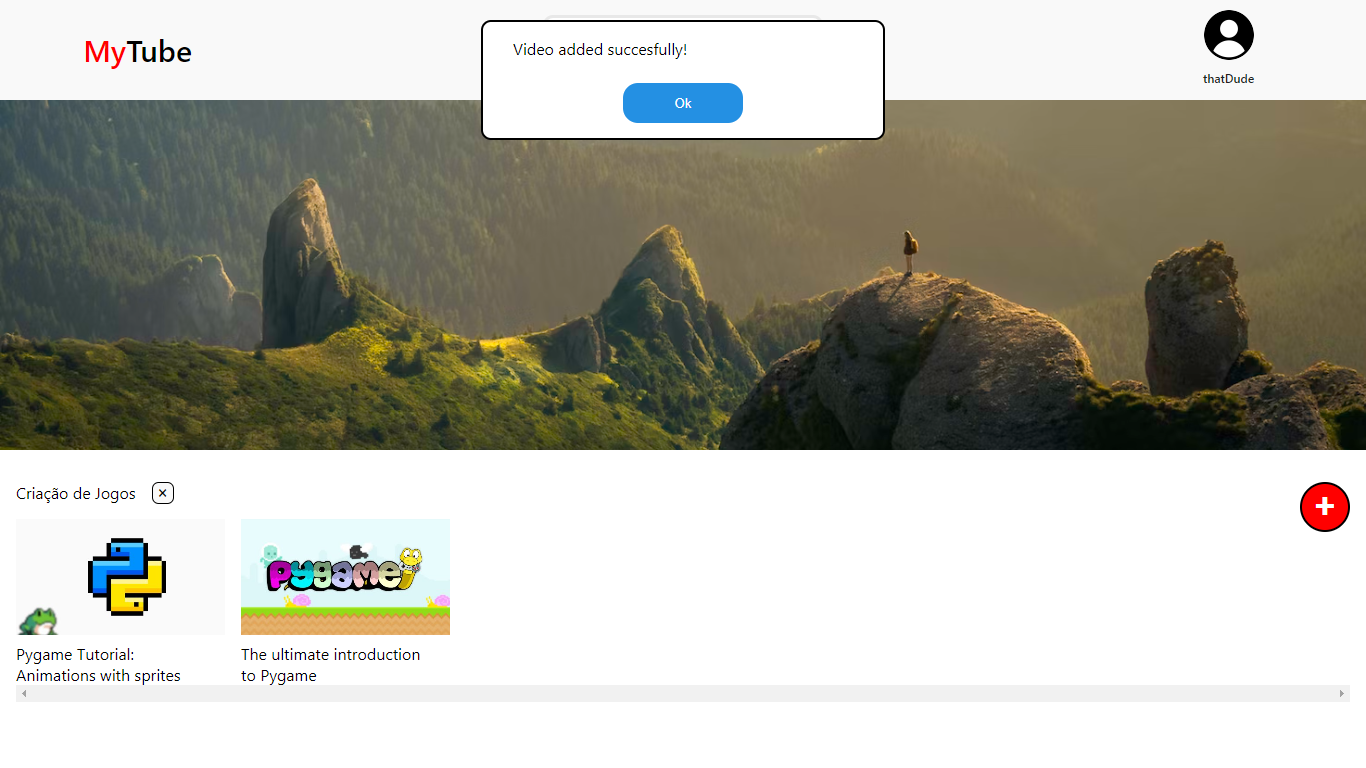 MyTube
Video added succesfully!
Ok
thatDude
Criação de Jogos
Pygame
Pygame Tutorial:
Animations with sprites
The ultimate introduction
to Pygame